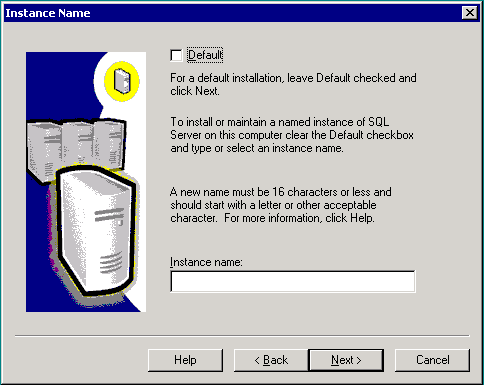 Instance Name
Default
For a default installation, leave Default checked and
click Next.
To install or maintain a named instance of SQL
Server on this computer clear the Default checkbox
and type or select an instance name.
A new name must be 16 characters or less and
should start with a letter or other acceptable
character. For more information, click Help.
Instance name:
Help
< Back
Next >
Cancel